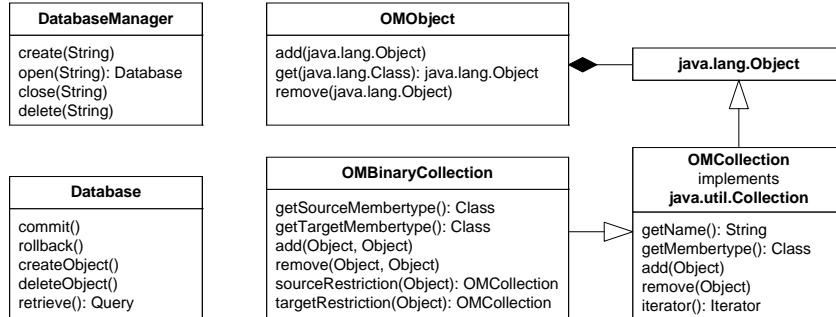 DatabaseManager
create(String)
open(String): Database
close(String)
delete(String)
OMObject
add(java.lang.Object)
get(java.lang.Class): java.lang.Object
remove(java.lang.Object)
java.lang.Object
Database
commit()
rollback()
createObject()
deleteObject()
retrieve(): Query
OMBinaryCollection
getSourceMembertype(): Class
getTargetMembertype(): Class
add(Object, Object)
remove(Object, Object)
sourceRestriction(Object): OMCollection
targetRestriction(Object): OMCollection
OMCollection
implements
java.util.Collection
getName(): String
getMembertype(): Class
add(Object)
remove(Object)
iterator(): Iterator